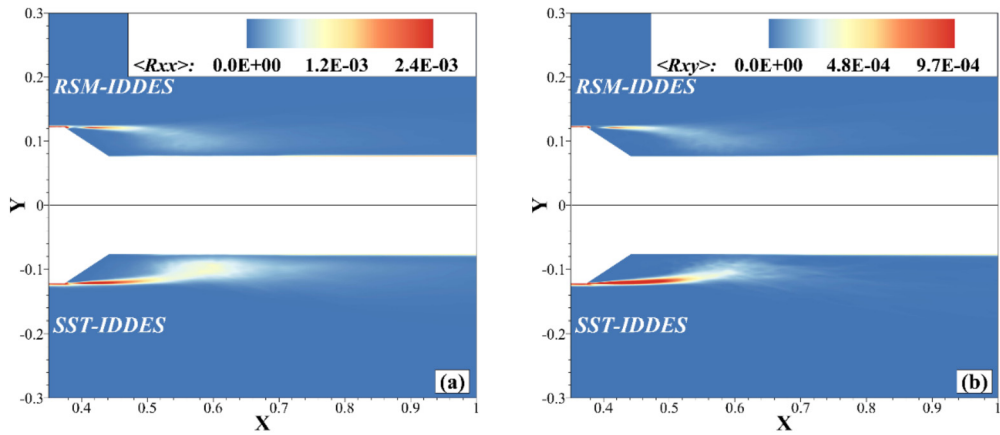 0.3
<Rxx>: 0.0E+00 1.2E-03 2.4E-03
0.2
RSM-IDDES
0.1
Y
0
-0.1
SST-IDDES
-0.2
(a)
-0.3
0.4 0.5 0.6 0.7 0.8 0.9 1
X
0.3
<Rxy>: 0.0E+00 4.8E-04 9.7E-04
0.2
RSM-IDDES
0.1
Y
0
-0.1
SST-IDDES
-0.2
(b)
-0.3
0.4 0.5 0.6 0.7 0.8 0.9 1
X